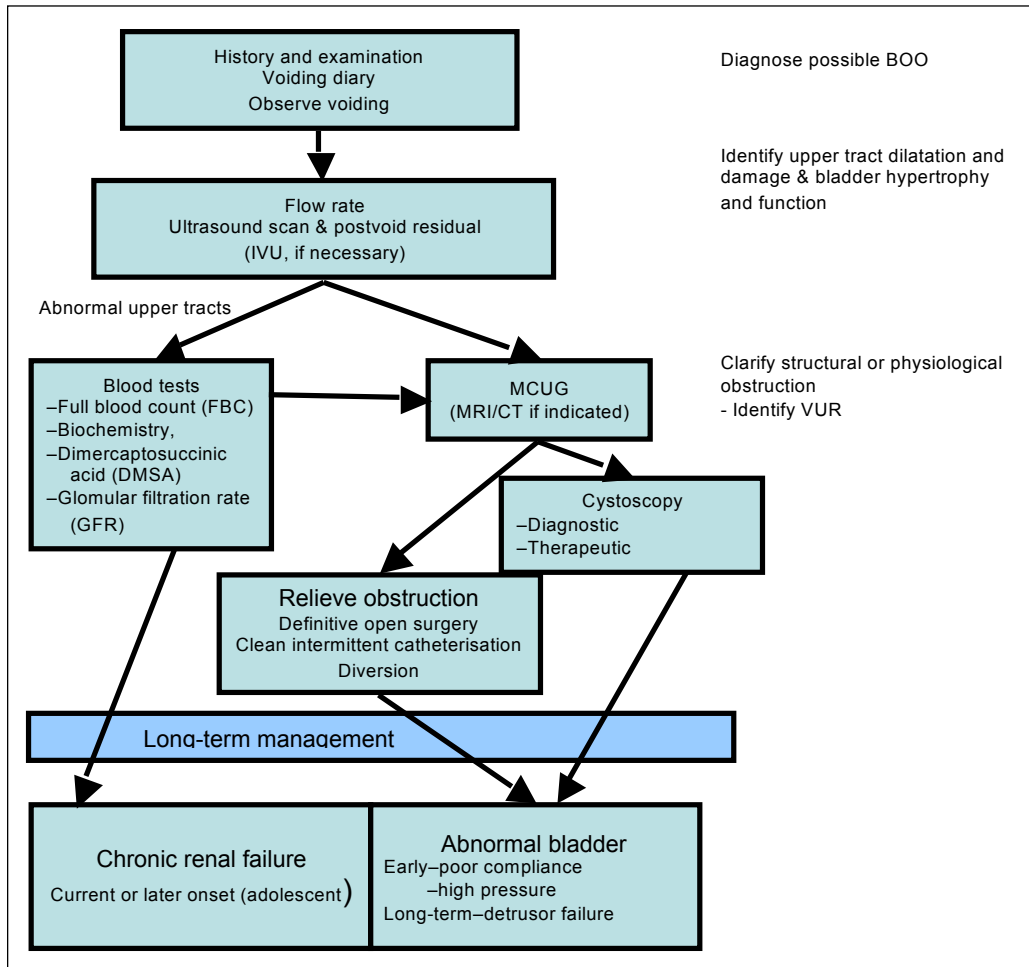 History and examination
Voiding diary
Observe voiding
Diagnose possible BOO
Identify upper tract dilatation and
damage & bladder hypertrophy
and function
Flow rate
Ultrasound scan & postvoid residual
(IVU, if necessary)
Abnormal upper tracts
Blood tests
–Full blood count (FBC)
–Biochemistry,
–Dimercaptosuccinic
acid (DMSA)
–Glomular filtration rate
(GFR)
MCUG
(MRI/CT if indicated)
Clarify structural or physiological
obstruction
- Identify VUR
Cystoscopy
–Diagnostic
–Therapeutic
Relieve obstruction
Definitive open surgery
Clean intermittent catheterisation
Diversion
Long-term management
Chronic renal failure
Current or later onset (adolescent)
Abnormal bladder
Early–poor compliance
–high pressure
Long-term–detrusor failure